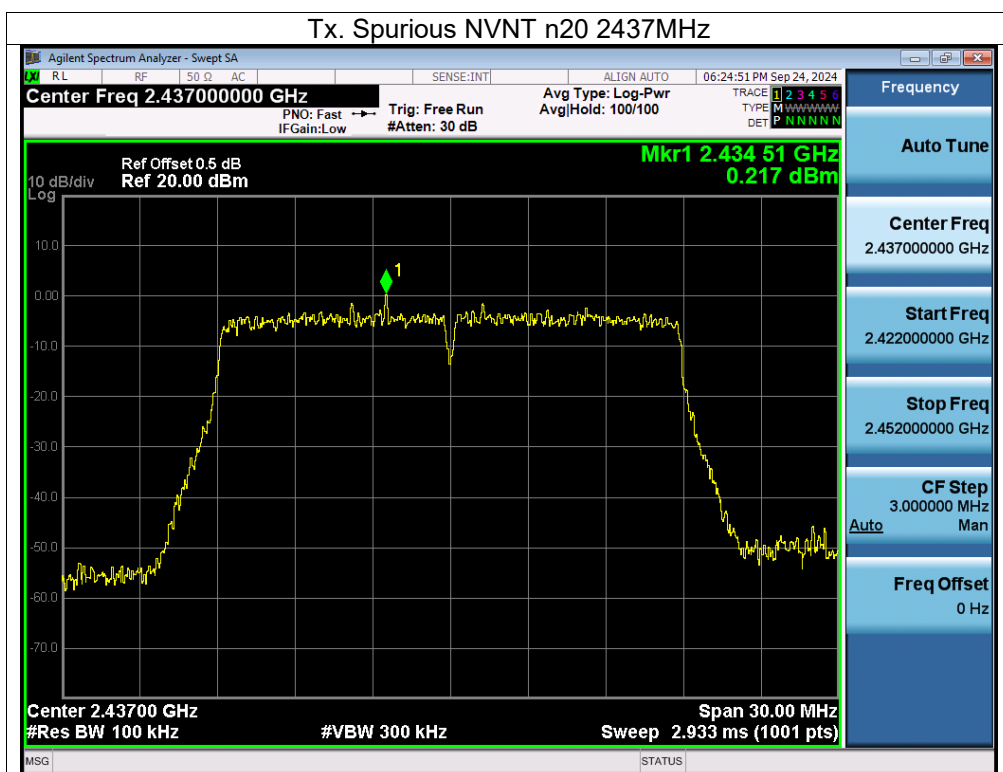 Tx. Spurious NVNT n20 2437MHz
Agilent Spectrum Analyzer - Swept SA
LXI RL RF 50 Ω AC SENSE:INT ALIGN AUTO 06:24:51 PM Sep 24, 2024
Center Freq 2.437000000 GHz
PNO: Fast
IFGain:Low
Trig: Free Run
#Atten: 30 dB
Avg Type: Log-Pwr
Avg|Hold: 100/100
TRACE 1 2 3 4 5 6
TYPE M WWWWW
DET P N N N N N
Mkr1 2.434 51 GHz
0.217 dBm
Ref Offset 0.5 dB
10 dB/div Ref 20.00 dBm
Log
10.0
0.00
-10.0
-20.0
-30.0
-40.0
-50.0
-60.0
-70.0
1
Center 2.43700 GHz Span 30.00 MHz
#Res BW 100 kHz #VBW 300 kHz Sweep 2.933 ms (1001 pts)
MSG STATUS
Frequency
Auto Tune
Center Freq
2.437000000 GHz
Start Freq
2.422000000 GHz
Stop Freq
2.452000000 GHz
CF Step
3.000000 MHz
Auto Man
Freq Offset
0 Hz